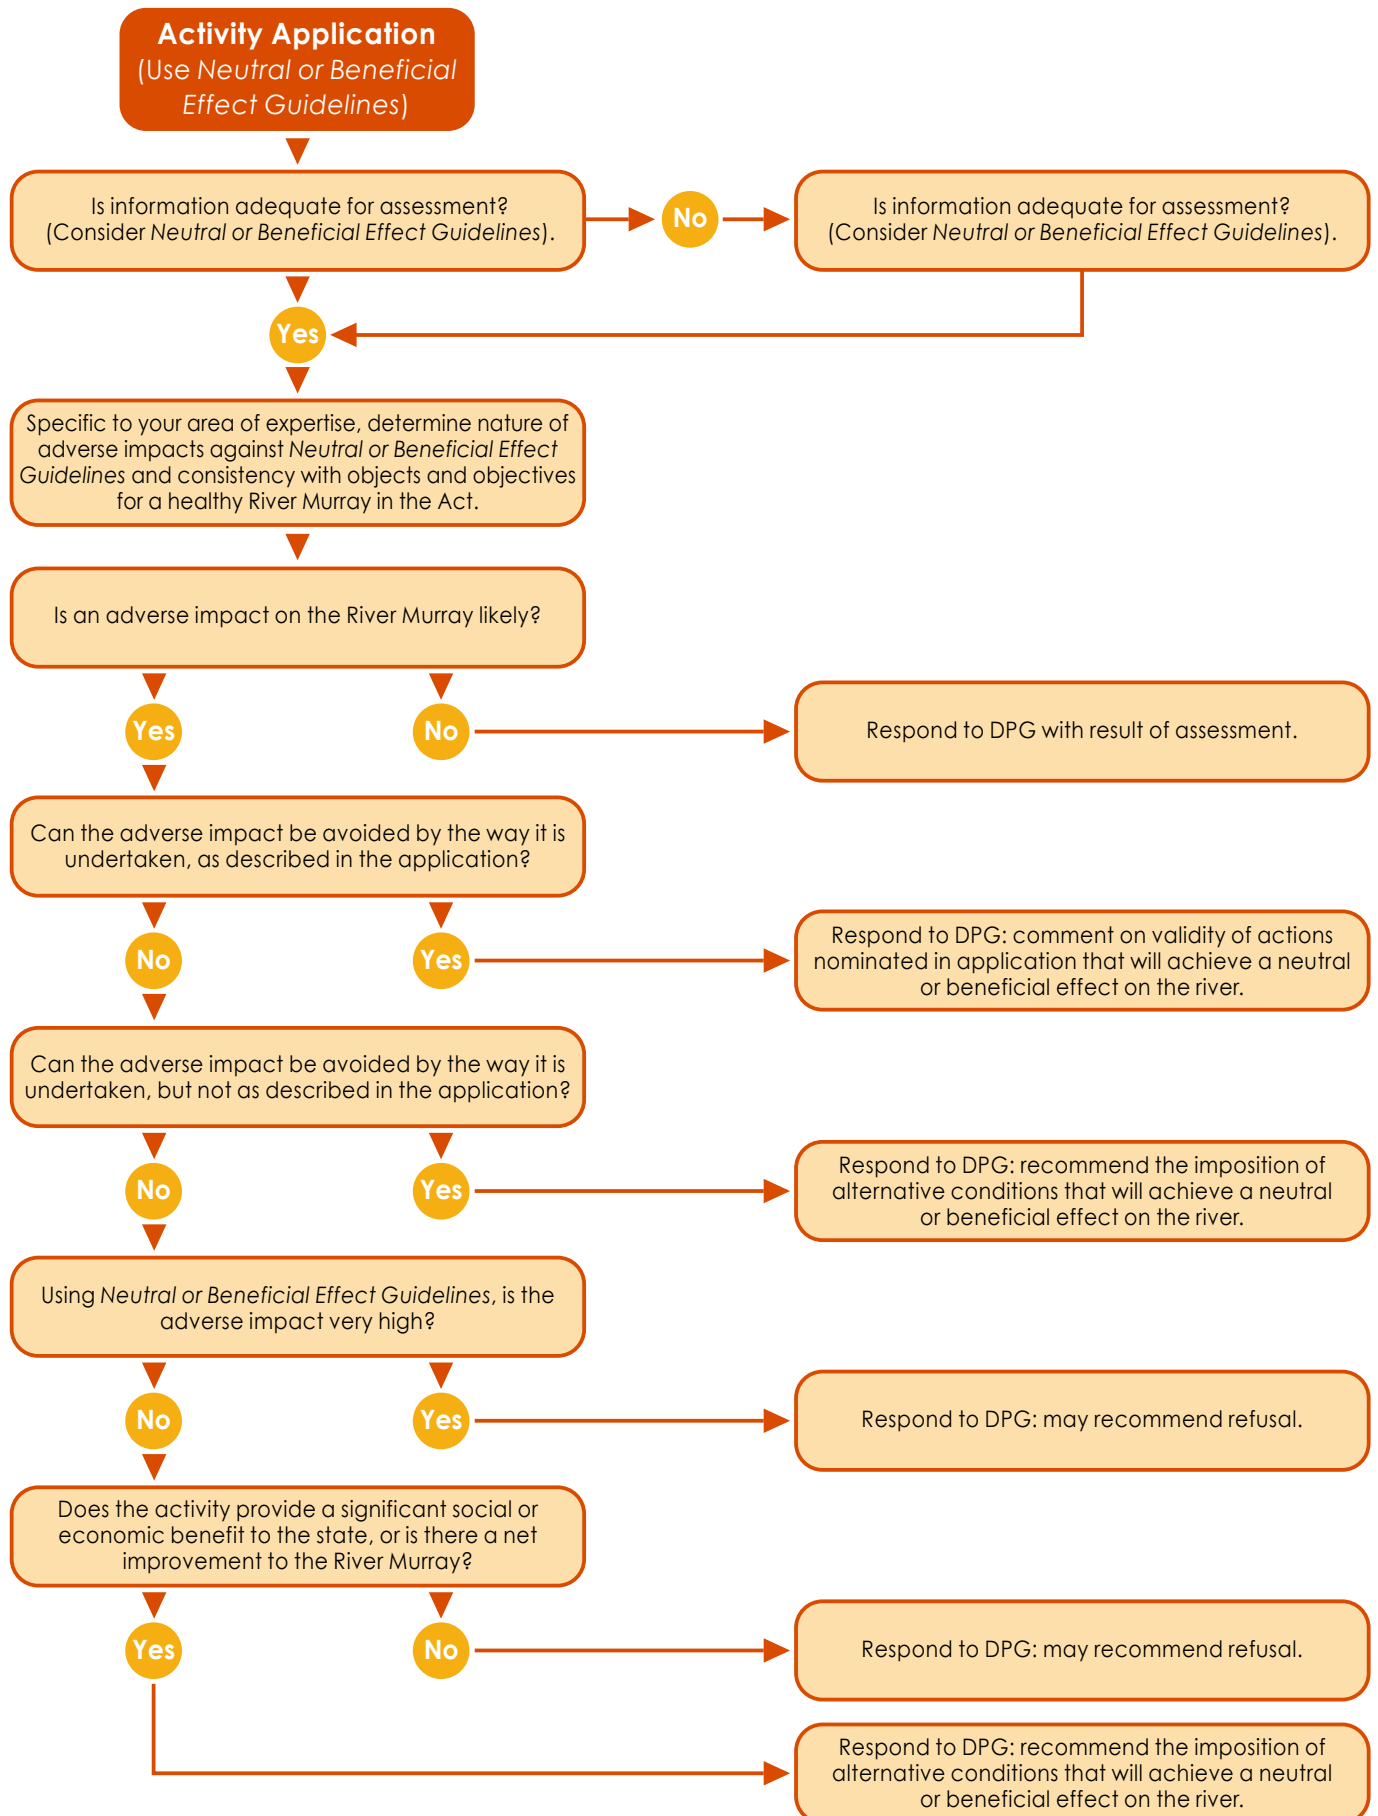 Activity Application
(Use Neutral or Beneficial
Effect Guidelines)
Is information adequate for assessment?
(Consider Neutral or Beneficial Effect Guidelines).
No
Is information adequate for assessment?
(Consider Neutral or Beneficial Effect Guidelines).
Yes
Specific to your area of expertise, determine nature of
adverse impacts against Neutral or Beneficial Effect
Guidelines and consistency with objects and objectives
for a healthy River Murray in the Act.
Is an adverse impact on the River Murray likely?
Yes
No
Respond to DPG with result of assessment.
Can the adverse impact be avoided by the way it is
undertaken, as described in the application?
No
Yes
Respond to DPG: comment on validity of actions
nominated in application that will achieve a neutral
or beneficial effect on the river.
Can the adverse impact be avoided by the way it is
undertaken, but not as described in the application?
No
Yes
Respond to DPG: recommend the imposition of
alternative conditions that will achieve a neutral
or beneficial effect on the river.
Using Neutral or Beneficial Effect Guidelines, is the
adverse impact very high?
No
Yes
Respond to DPG: may recommend refusal.
Does the activity provide a significant social or
economic benefit to the state, or is there a net
improvement to the River Murray?
Yes
No
Respond to DPG: may recommend refusal.
Respond to DPG: recommend the imposition of
alternative conditions that will achieve a neutral
or beneficial effect on the river.